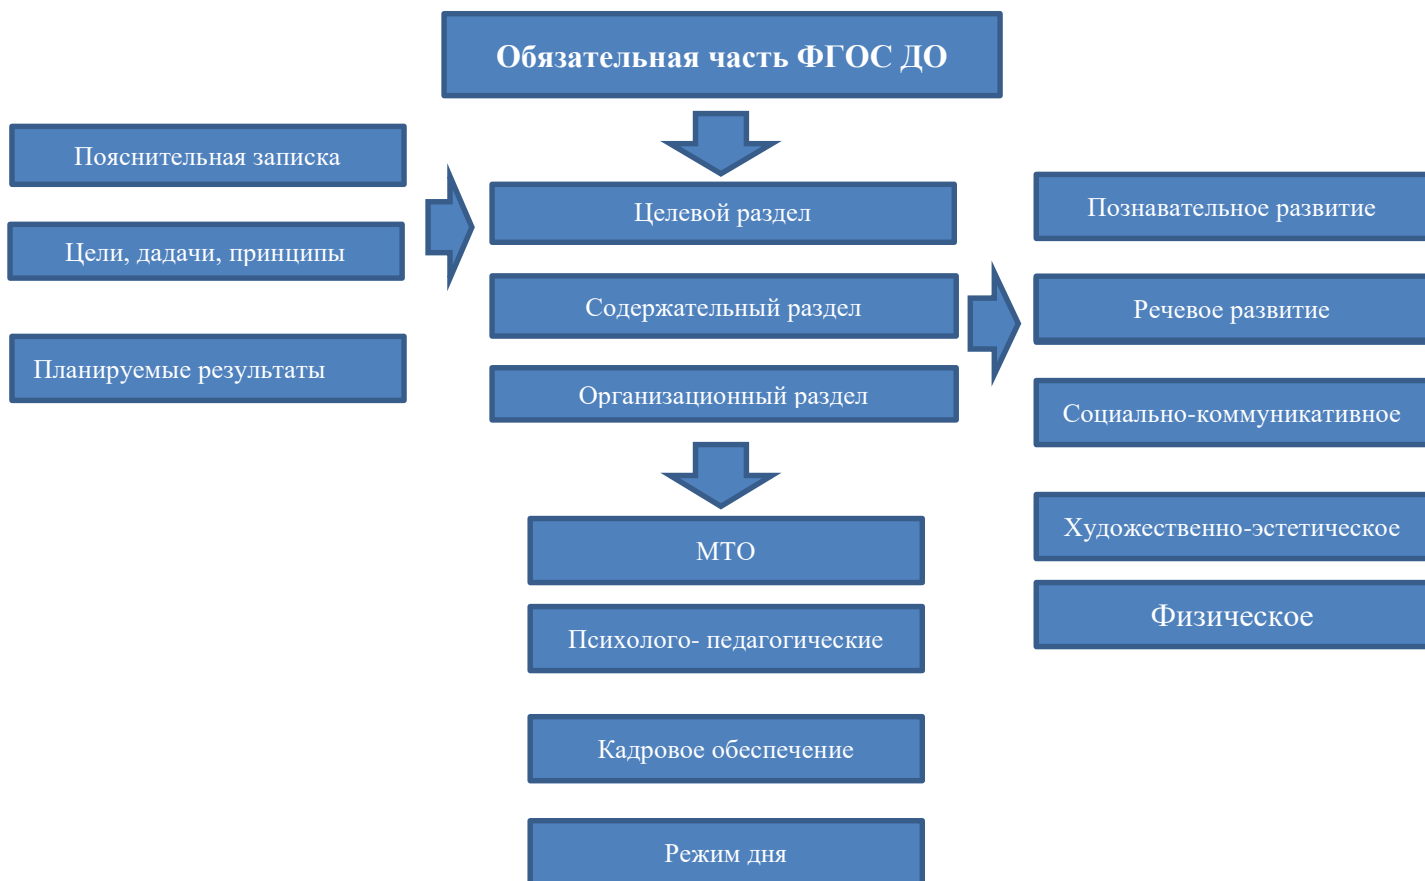 Обязательная часть ФГОС ДО
Пояснительная записка
Цели, дадачи, принципы
Планируемые результаты
Целевой раздел
Содержательный раздел
Организационный раздел
Познавательное развитие
Речевое развитие
Социально-коммуникативное
Художественно-эстетическое
Физическое
МТО
Психолого- педагогические
Кадровое обеспечение
Режим дня